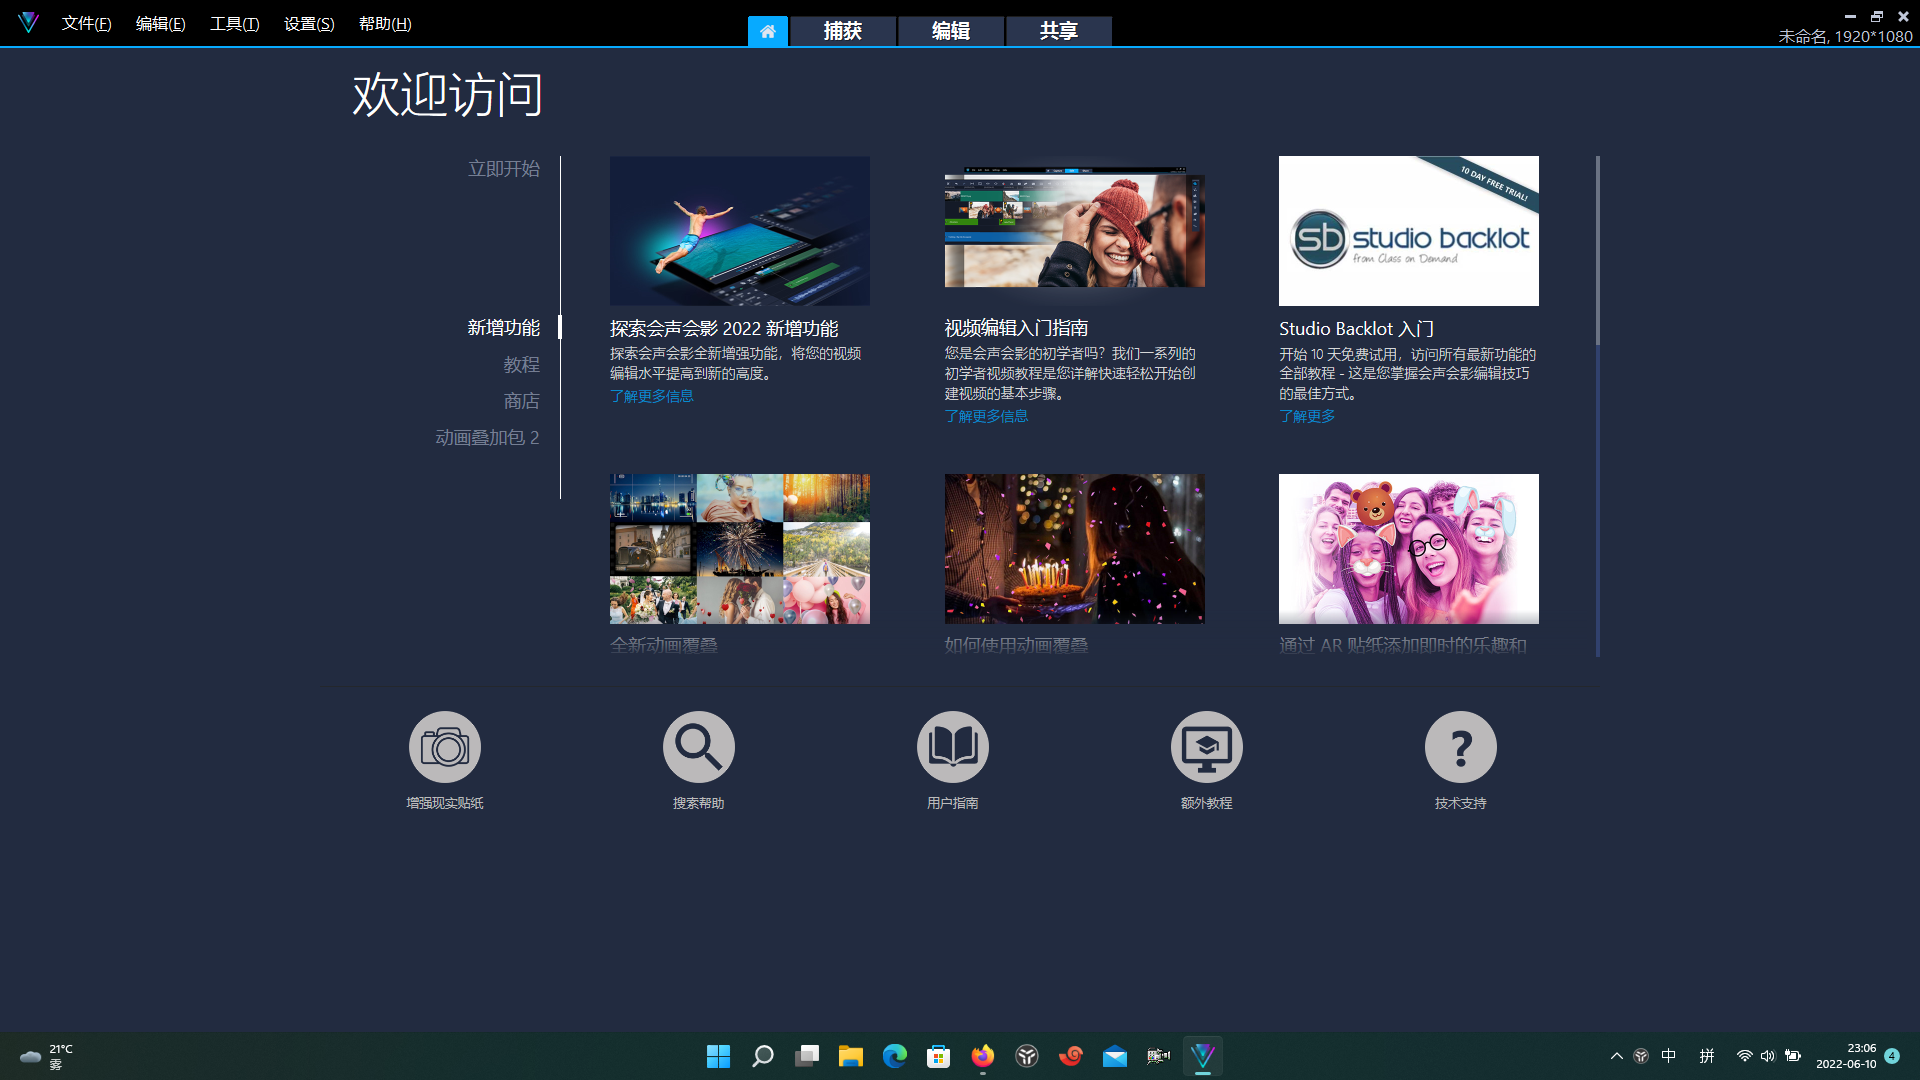 文件(F)
编辑(E)
工具(T)
设置(S)
帮助(H)
捕获
编辑
共享
未命名, 1920*1080
欢迎访问
立即开始
新增功能
教程
商店
动画叠加包 2
探索会声会影 2022 新增功能
探索会声会影全新增强功能，将您的视频
编辑水平提高到新的高度。
了解更多信息
视频编辑入门指南
您是会声会影的初学者吗？我们一系列的
初学者视频教程是您详解快速轻松开始创
建视频的基本步骤。
了解更多信息
10 DAY FREE TRIAL!
sb studio backlot
from Class on Demand
Studio Backlot 入门
开始 10 天免费试用，访问所有最新功能的
全部教程 - 这是您掌握会声会影编辑技巧
的最佳方式。
了解更多
全新动画覆叠
如何使用动画覆叠
通过 AR 贴纸添加即时的乐趣和
增强现实贴纸
搜索帮助
用户指南
额外教程
?
技术支持
21°C
雾
中
拼
23:06
2022-06-10
4